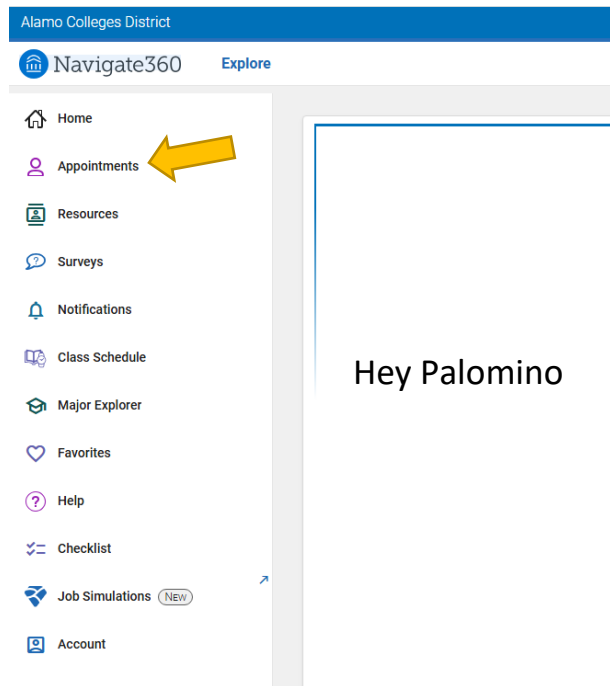 Alamo Colleges District
Navigate360 Explore
Home
Appointments
Resources
Surveys
Notifications
Class Schedule
Major Explorer
Favorites
Help
Checklist
Job Simulations New
Account
Hey Palomino